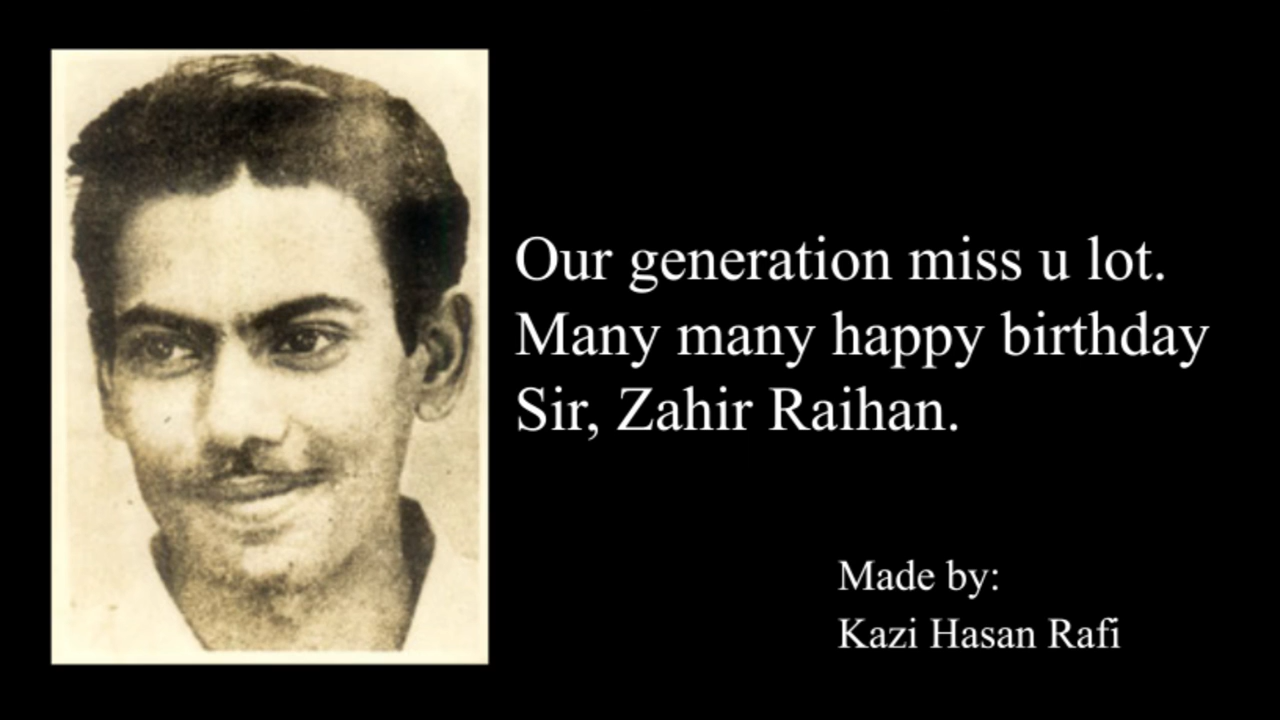 Our generation miss u lot.
Many many happy birthday
Sir, Zahir Raihan.
Made by:
Kazi Hasan Rafi